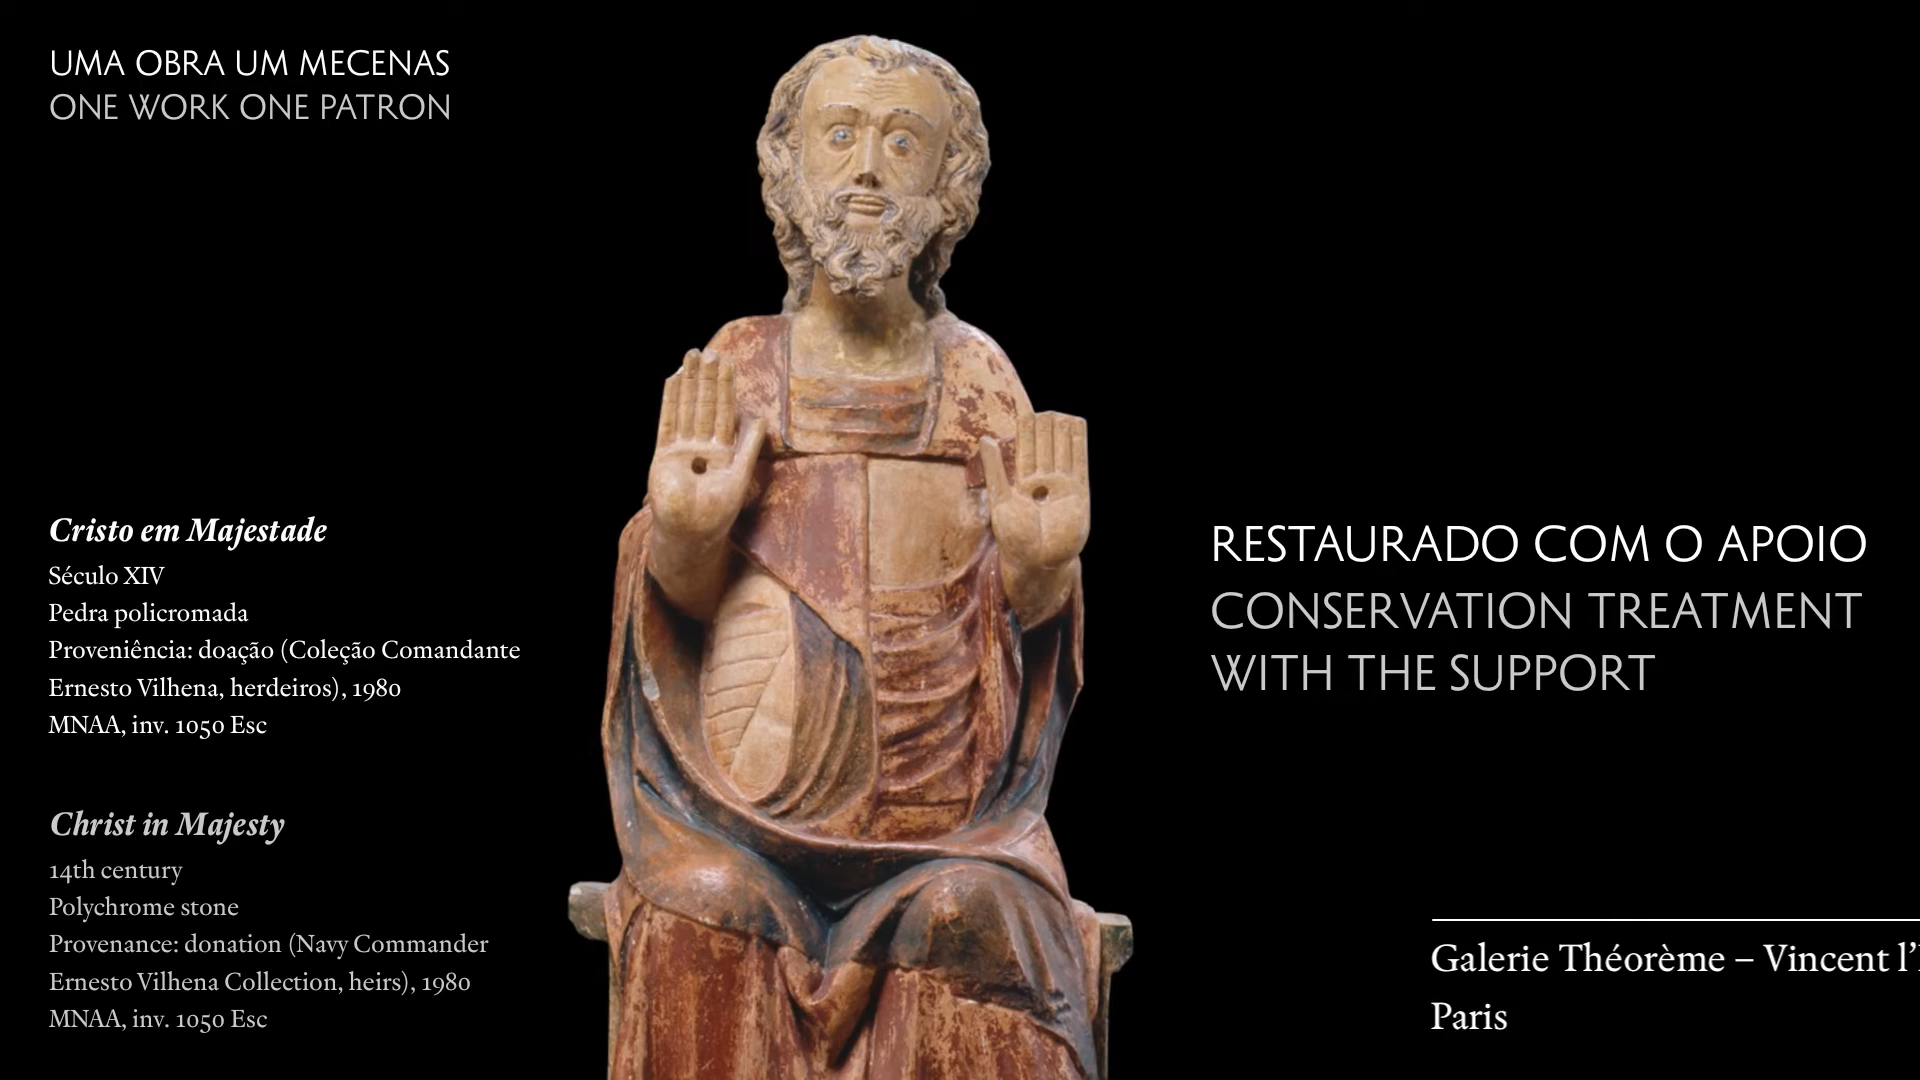 UMA OBRA UM MECENAS
ONE WORK ONE PATRON
Cristo em Majestade
Século XIV
Pedra policromada
Proveniência: doação (Coleção Comandante
Ernesto Vilhena, herdeiros), 1980
MNAA, inv. 1050 Esc
Christ in Majesty
14th century
Polychrome stone
Provenance: donation (Navy Commander
Ernesto Vilhena Collection, heirs), 1980
MNAA, inv. 1050 Esc
RESTAURADO COM O APOIO
CONSERVATION TREATMENT
WITH THE SUPPORT
Galerie Théorème – Vincent
Paris